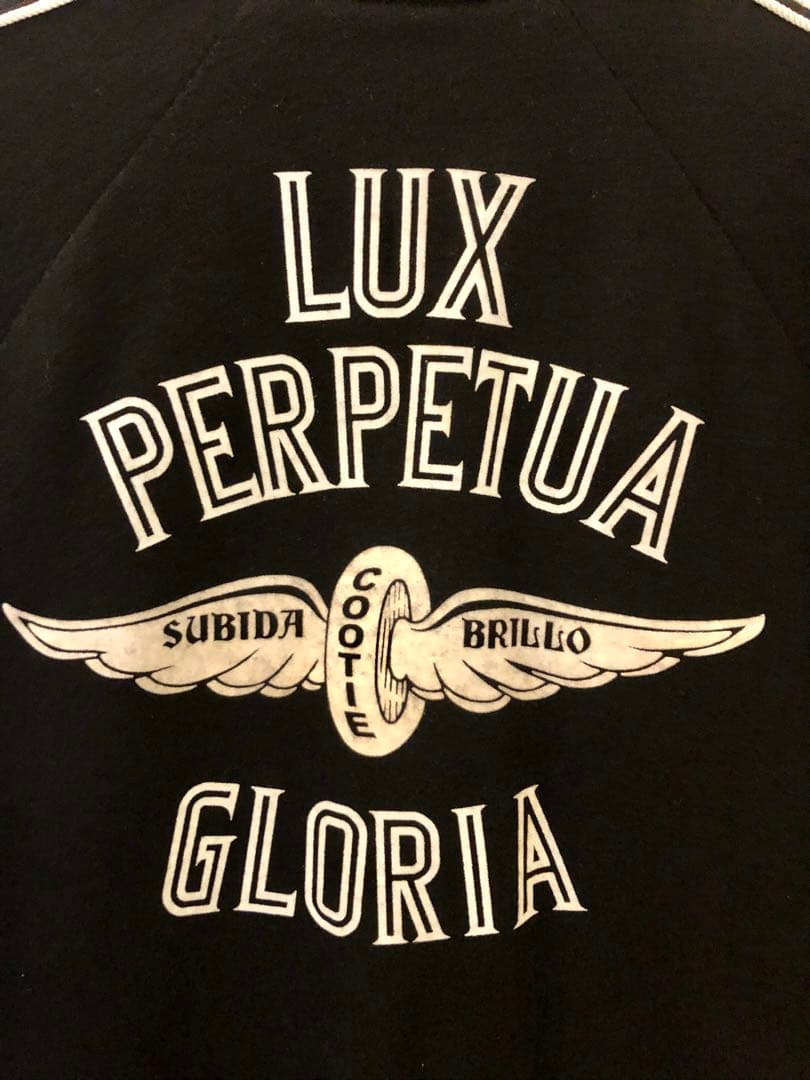 LUX
PERPETUA
SUBIDA COOTIE BRILLO
GLORIA